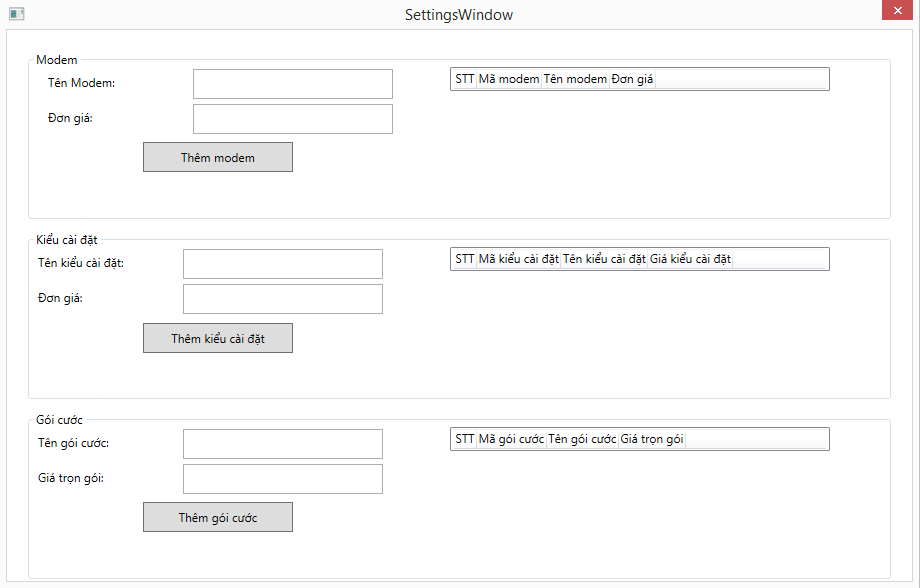 SettingsWindow
Modem
Tên Modem:
Đơn giá:
Thêm modem
STT Mã modem Tên modem Đơn giá
Kiểu cài đặt
Tên kiểu cài đặt:
Đơn giá:
Thêm kiểu cài đặt
STT Mã kiểu cài đặt Tên kiểu cài đặt Giá kiểu cài đặt
Gói cước
Tên gói cước:
Giá trọn gói:
Thêm gói cước
STT Mã gói cước Tên gói cước Giá trọn gói